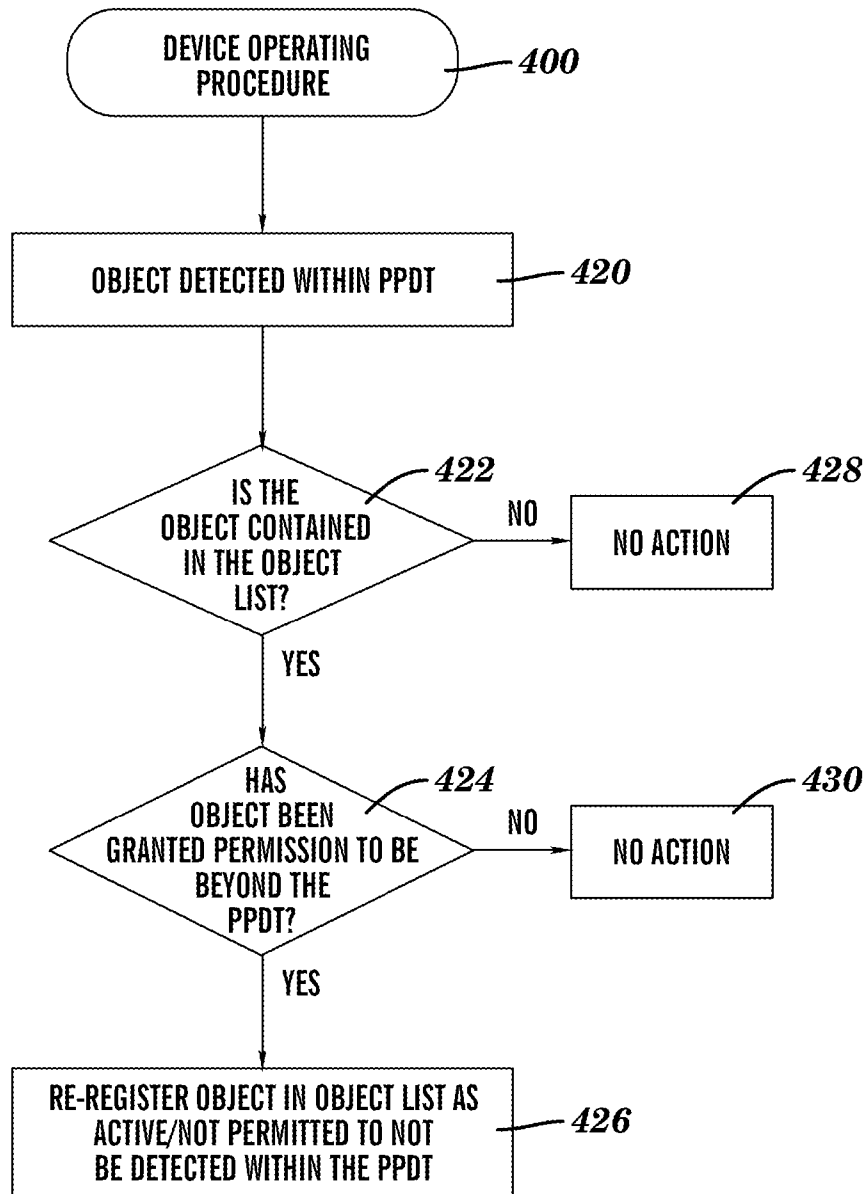 DEVICE OPERATING
PROCEDURE
400
OBJECT DETECTED WITHIN PPDT
420
IS THE
OBJECT CONTAINED
IN THE OBJECT
LIST?
422
NO
NO ACTION
428
YES
HAS
OBJECT BEEN
GRANTED PERMISSION TO BE
BEYOND THE
PPDT?
424
NO
NO ACTION
430
YES
RE-REGISTER OBJECT IN OBJECT LIST AS
ACTIVE/NOT PERMITTED TO NOT
BE DETECTED WITHIN THE PPDT
426